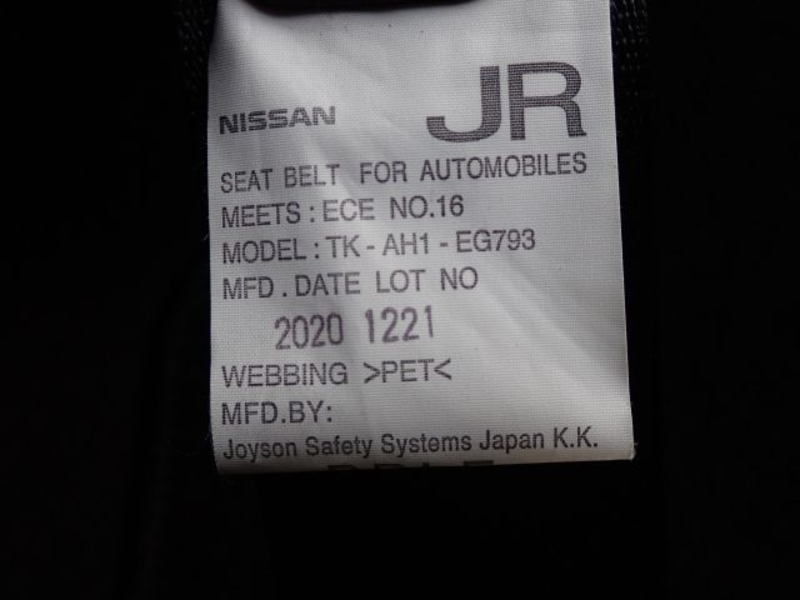 NISSAN JR
SEAT BELT FOR AUTOMOBILES
MEETS : ECE NO.16
MODEL : TK - AH1 - EG793
MFD . DATE LOT NO
2020 1221
WEBBING >PET<
MFD.BY:
Joyson Safety Systems Japan K.K.